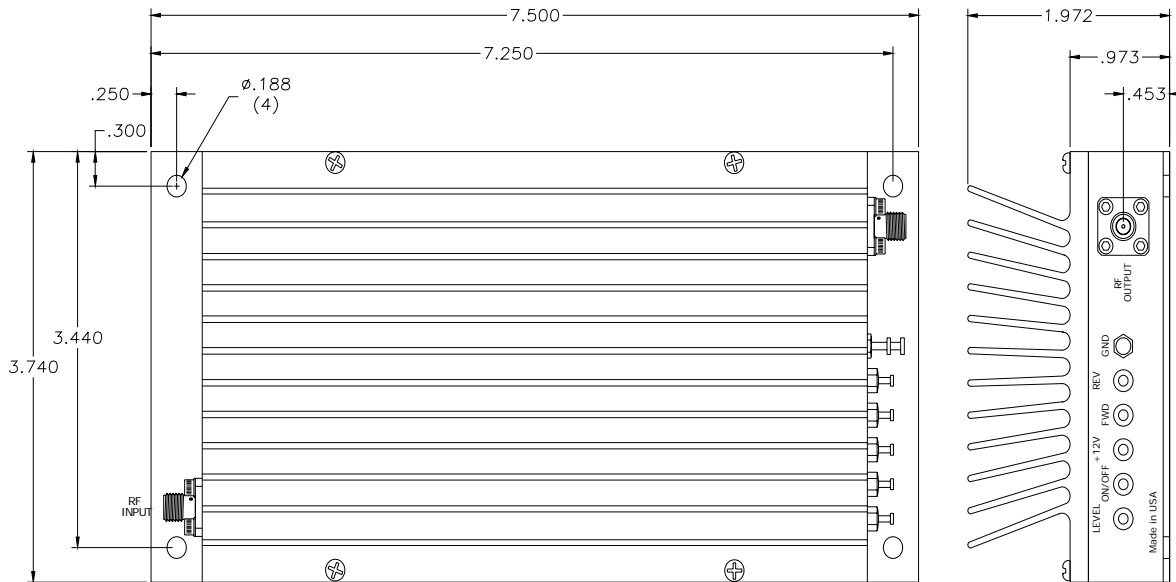 7.500
7.250
.250
ø.188
(4)
.300
3.440
3.740
RF
INPUT
1.972
.973
.453
RF
OUTPUT
GND
REV
FWD
+12V
ON/OFF
LEVEL
Made in USA